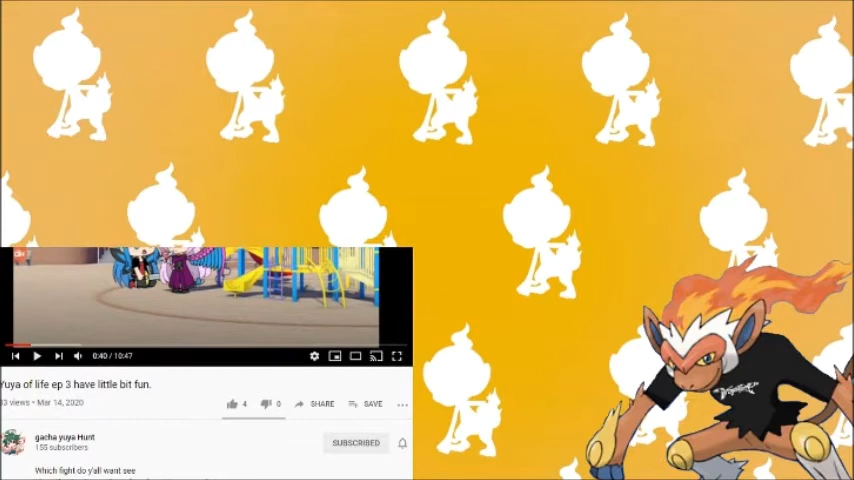 0:40 / 10:47
Yuya of life ep 3 have little bit fun.
33 views • Mar 14, 2020
4
0
SHARE
SAVE
gacha yuya Hunt
155 subscribers
SUBSCRIBED
Which fight do y'all want see